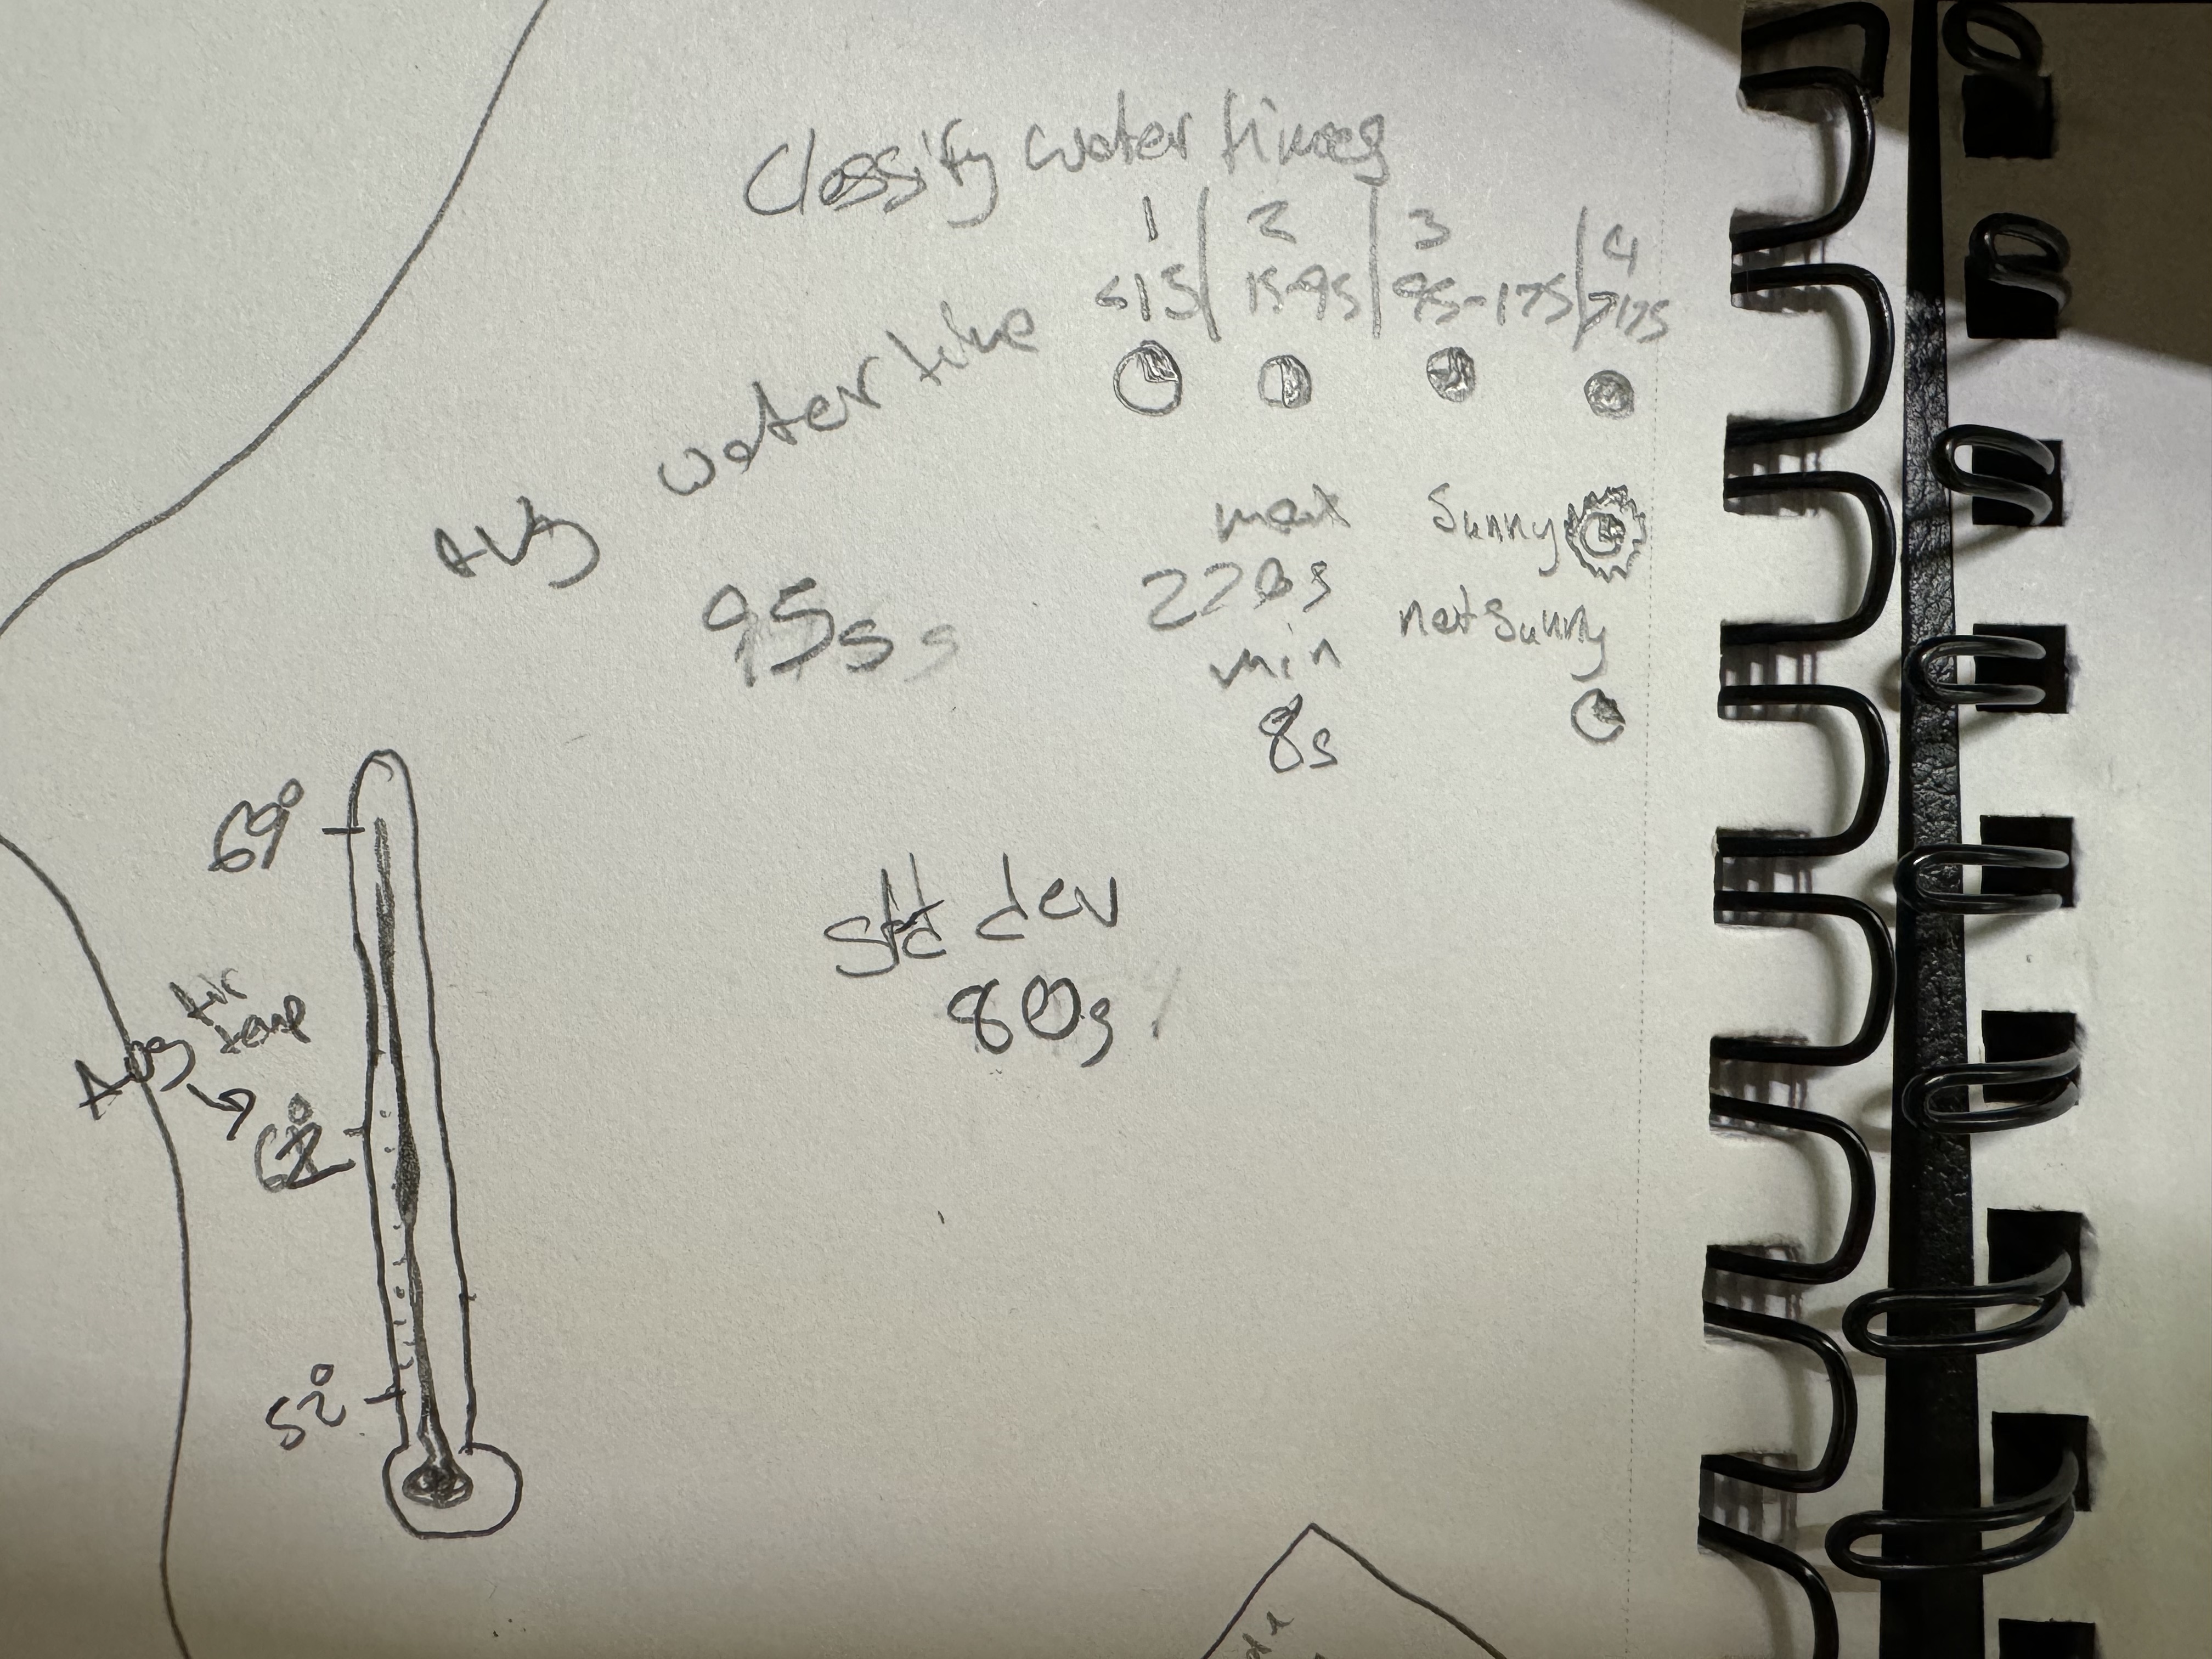 Classify water times
1 | 2 | 3 | 4
<15 | 15-95 | 95-175 | >175
Avg water time
95s s
max
220s
min
8s
Sunny
not Sunny
69°
std dev
80s
Avg air temp
→
62°
52°